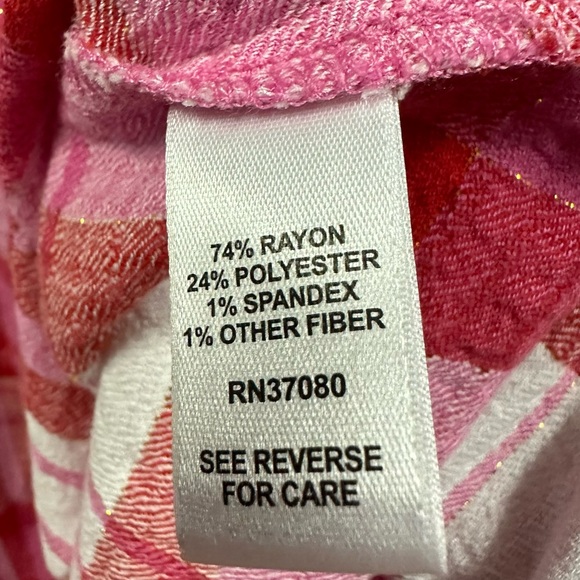 74% RAYON
24% POLYESTER
1% SPANDEX
1% OTHER FIBER
RN37080
SEE REVERSE
FOR CARE